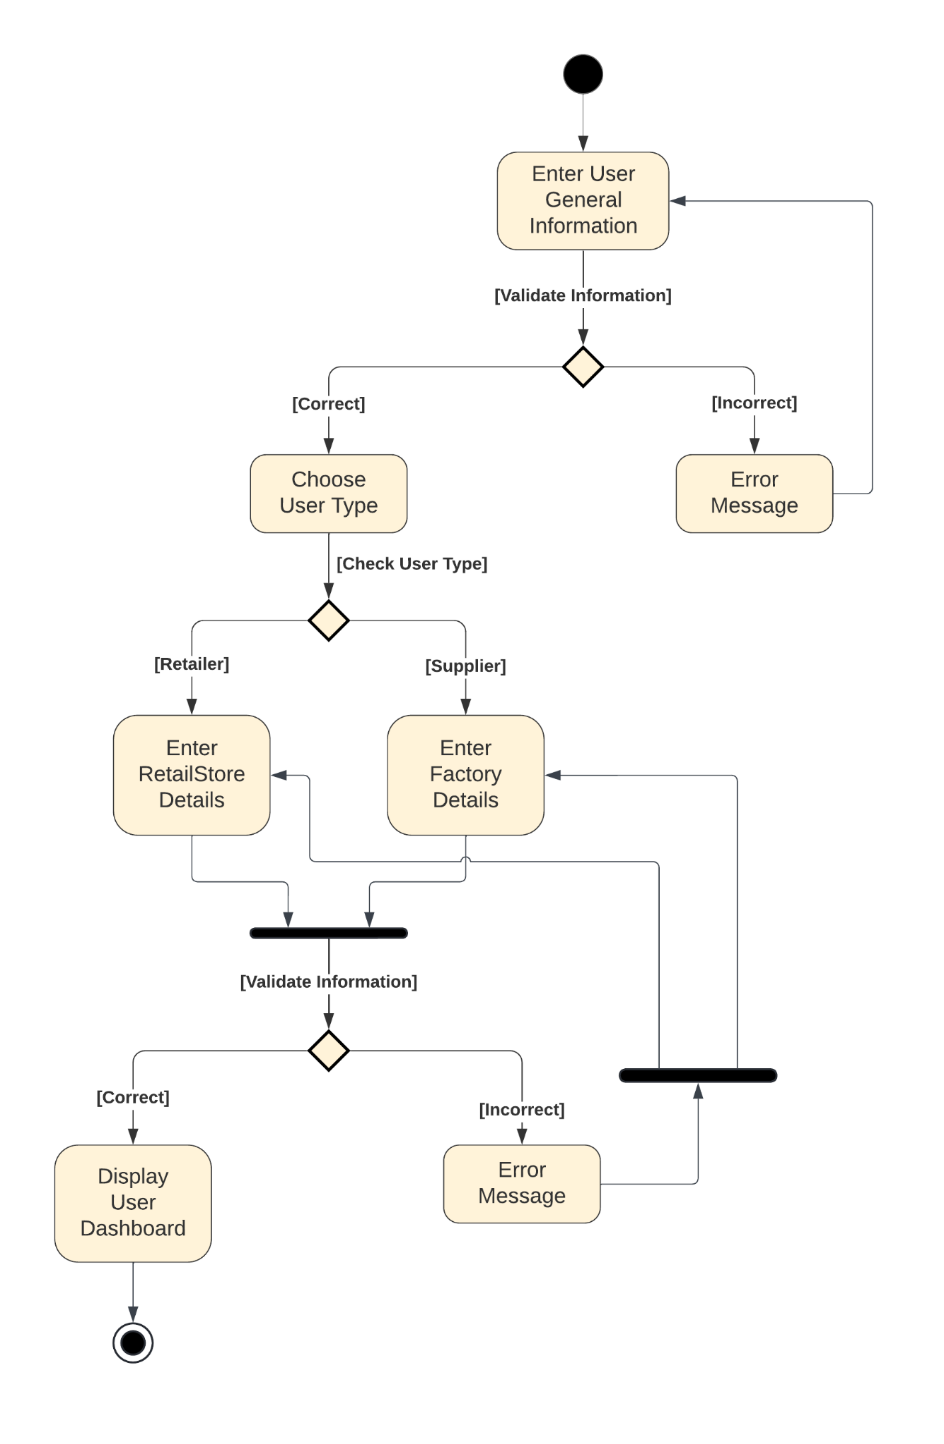 Enter User
General
Information
[Validate Information]
[Correct]
[Incorrect]
Choose
User Type
Error
Message
[Check User Type]
[Retailer]
[Supplier]
Enter
RetailStore
Details
Enter
Factory
Details
[Validate Information]
[Correct]
[Incorrect]
Display
User
Dashboard
Error
Message